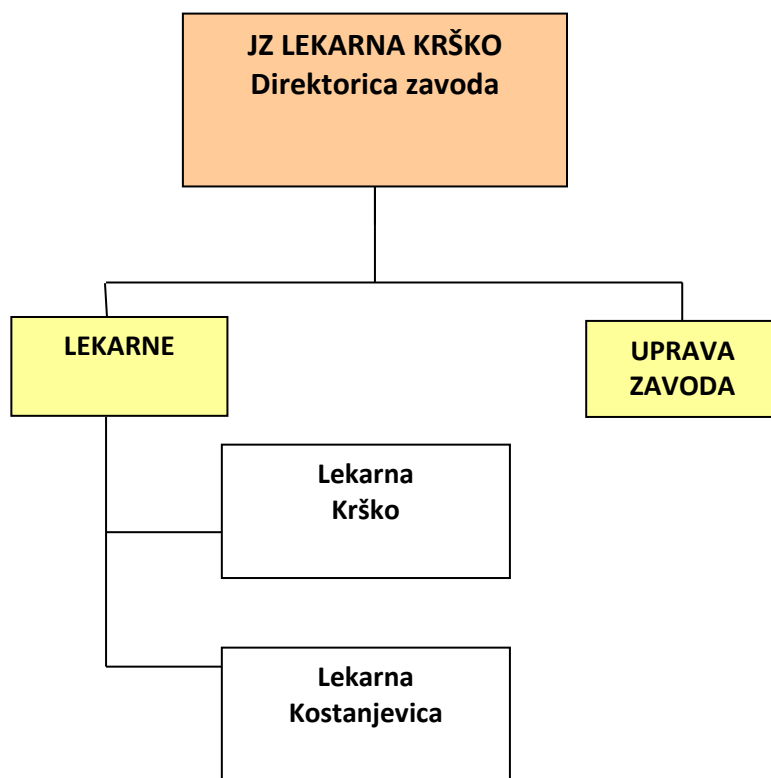 JZ LEKARNA KRŠKO
Direktorica zavoda
LEKARNE
UPRAVA
ZAVODA
Lekarna
Krško
Lekarna
Kostanjevica